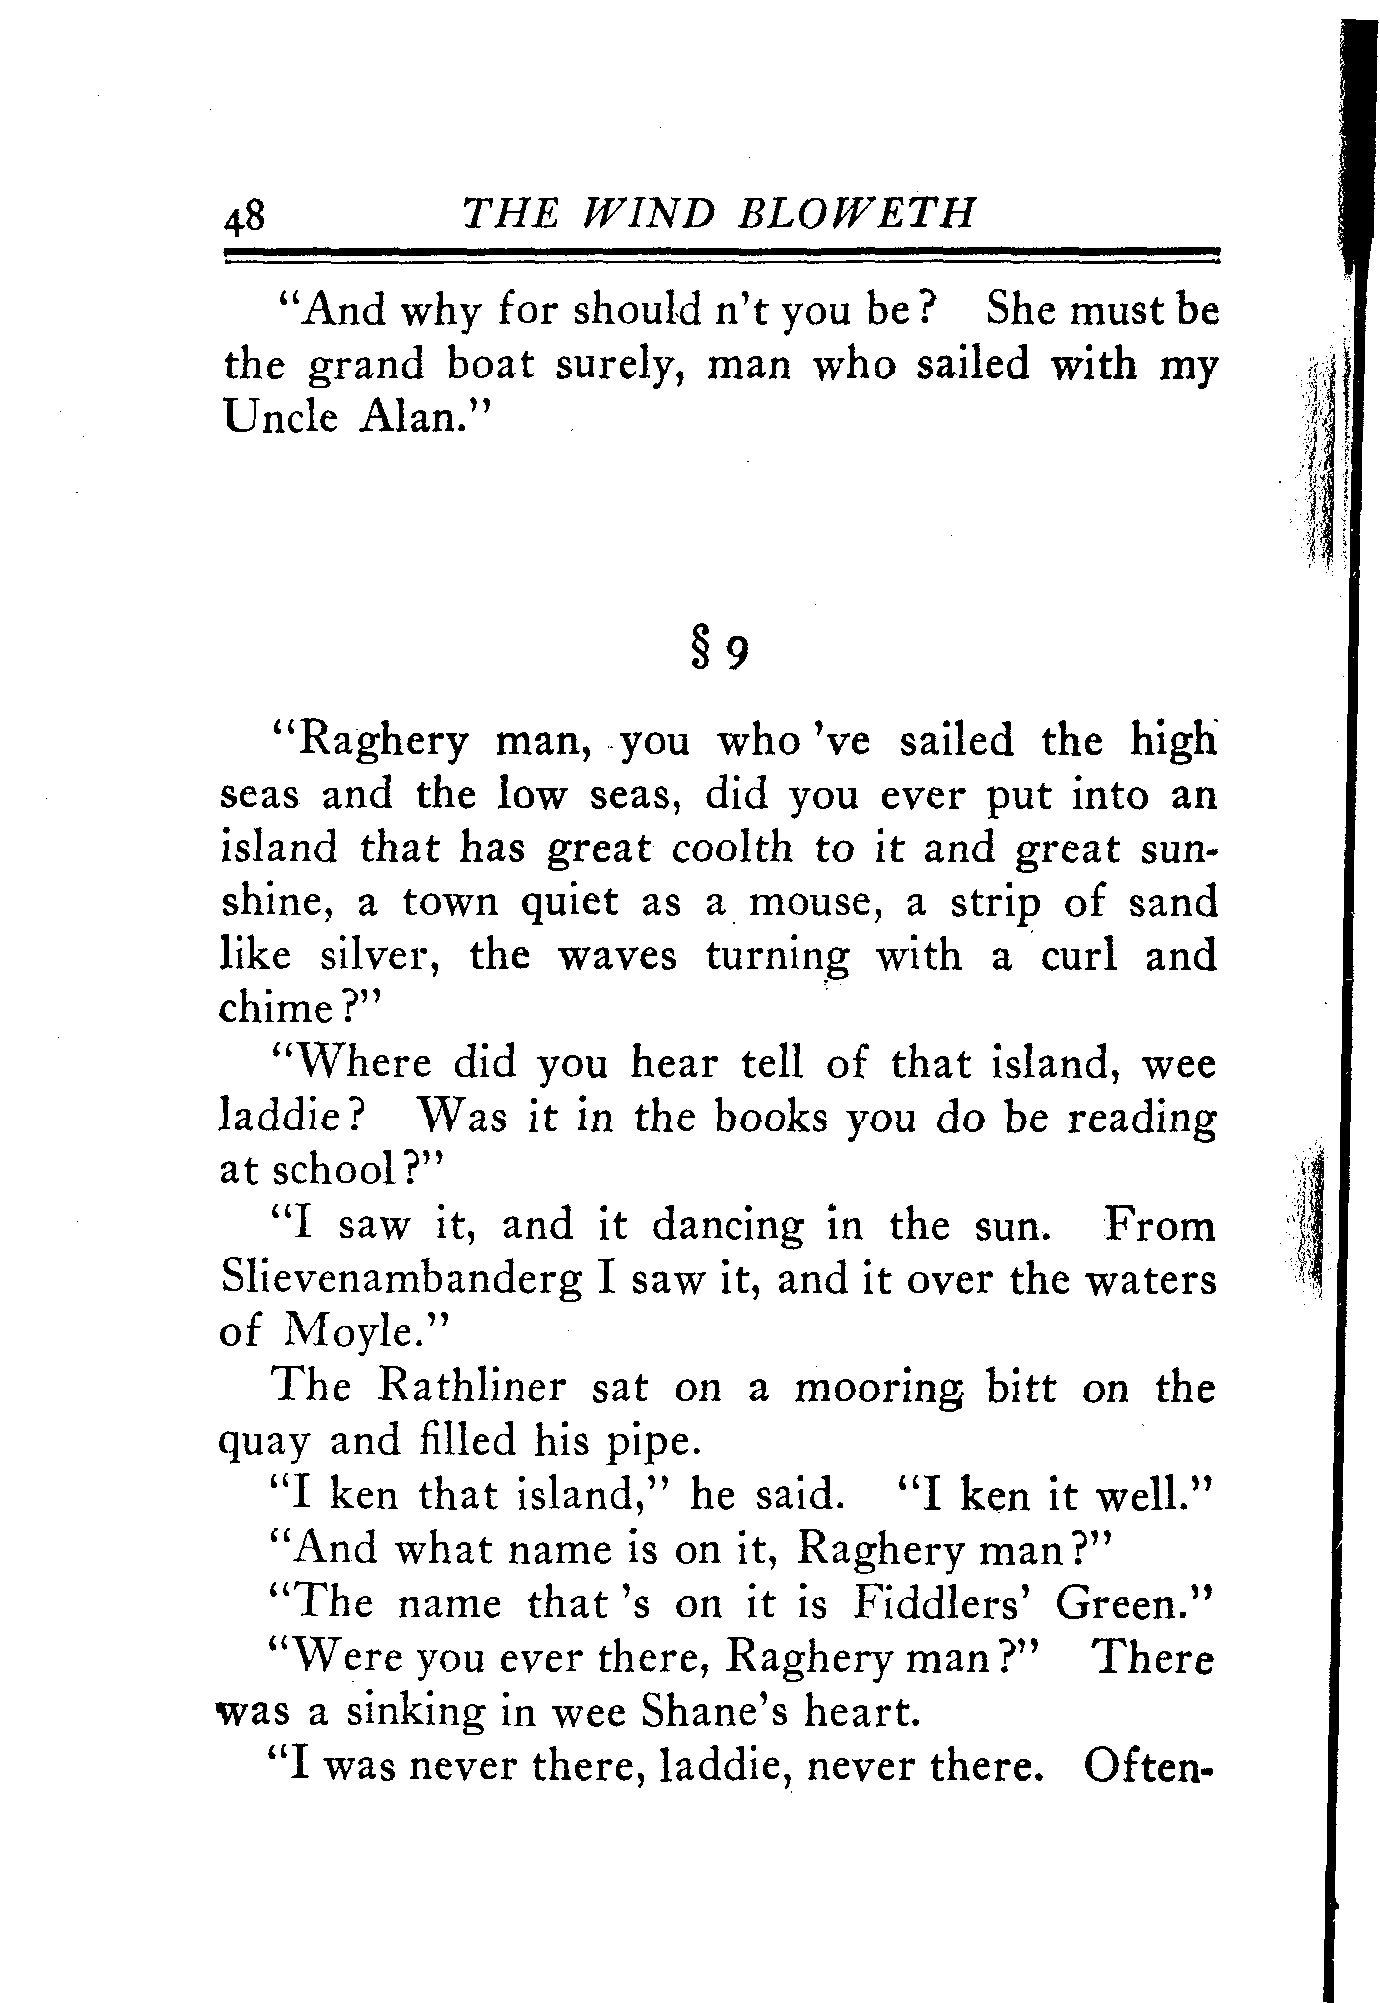 48 THE WIND BLOWETH
"And why for should n't you be? She must be
the grand boat surely, man who sailed with my
Uncle Alan."
§ 9
"Raghery man, you who 've sailed the high
seas and the low seas, did you ever put into an
island that has great coolth to it and great sun-
shine, a town quiet as a mouse, a strip of sand
like silver, the waves turning with a curl and
chime?"
"Where did you hear tell of that island, wee
laddie? Was it in the books you do be reading
at school?"
"I saw it, and it dancing in the sun. From
Slievenambanderg I saw it, and it over the waters
of Moyle."
The Rathliner sat on a mooring bitt on the
quay and filled his pipe.
"I ken that island," he said. "I ken it well."
"And what name is on it, Raghery man?"
"The name that 's on it is Fiddlers' Green."
"Were you ever there, Raghery man?" There
was a sinking in wee Shane's heart.
"I was never there, laddie, never there. Often-